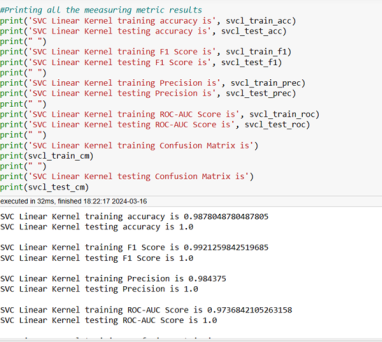 #Printing all the meeasuring metric results
print('SVC Linear Kernel training accuracy is', svcl_train_acc)
print('SVC Linear Kernel testing accuracy is', svcl_test_acc)
print(" ")
print('SVC Linear Kernel training F1 Score is', svcl_train_f1)
print('SVC Linear Kernel testing F1 Score is', svcl_test_f1)
print(" ")
print('SVC Linear Kernel training Precision is', svcl_train_prec)
print('SVC Linear Kernel testing Precision is', svcl_test_prec)
print(" ")
print('SVC Linear Kernel training ROC-AUC Score is', svcl_train_roc)
print('SVC Linear Kernel testing ROC-AUC Score is', svcl_test_roc)
print(" ")
print('SVC Linear Kernel training Confusion Matrix is')
print(svcl_train_cm)
print(" ")
print('SVC Linear Kernel testing Confusion Matrix is')
print(svcl_test_cm)
executed in 32ms, finished 18:22:17 2024-03-16
SVC Linear Kernel training accuracy is 0.9878048780487805
SVC Linear Kernel testing accuracy is 1.0
SVC Linear Kernel training F1 Score is 0.9921259842519685
SVC Linear Kernel testing F1 Score is 1.0
SVC Linear Kernel training Precision is 0.984375
SVC Linear Kernel testing Precision is 1.0
SVC Linear Kernel training ROC-AUC Score is 0.9736842105263158
SVC Linear Kernel testing ROC-AUC Score is 1.0